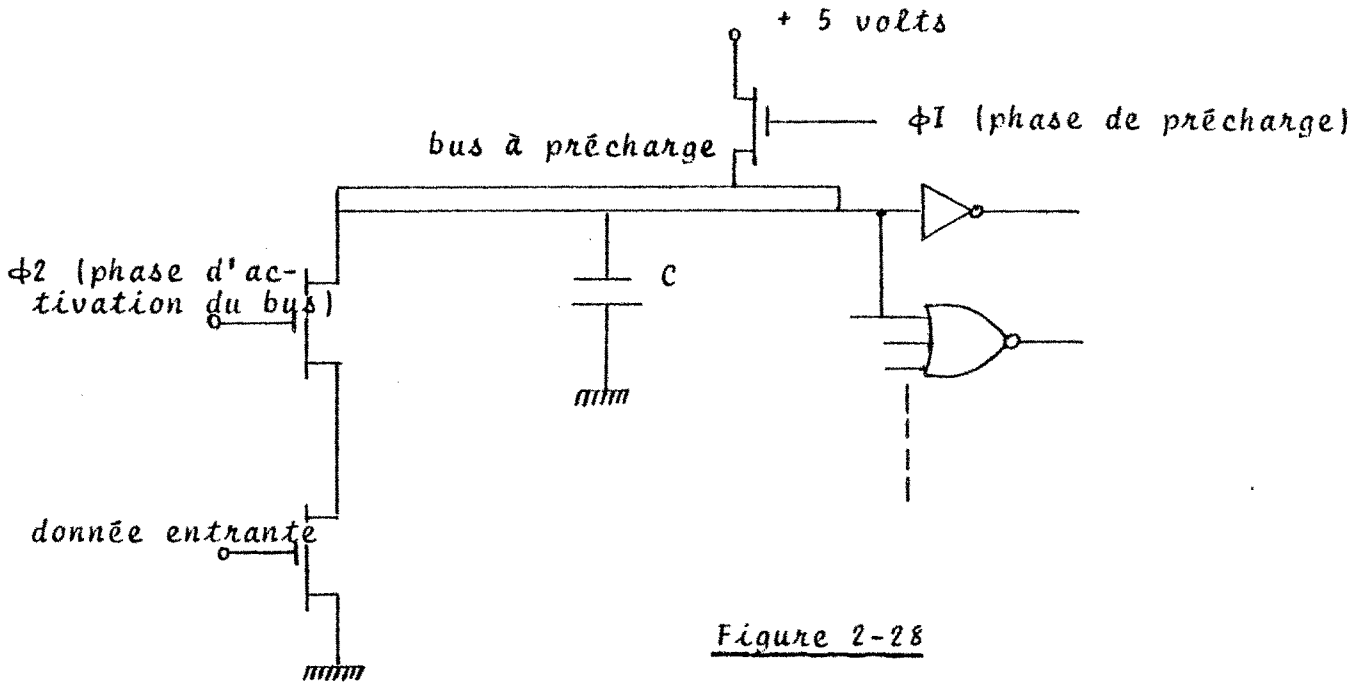 + 5 volts
ϕI (phase de précharge)
bus à précharge
ϕ2 (phase d'ac-
tivation du bus)
C
donnée entrante
Figure 2-28